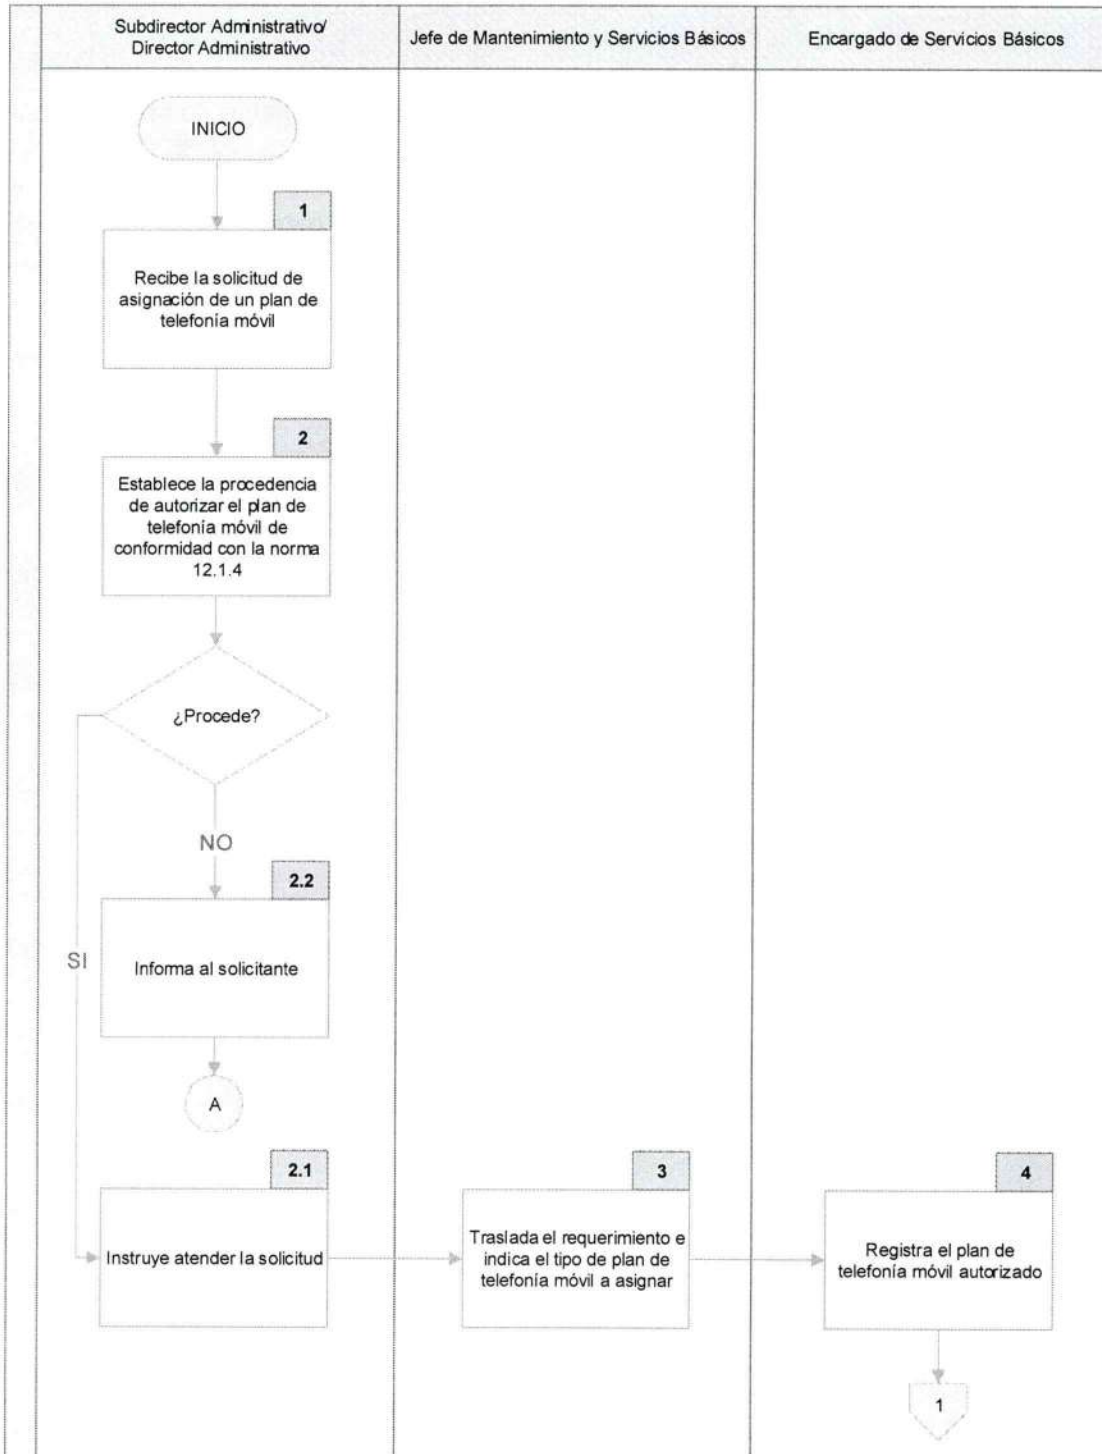 Subdirector Administrativo/
Director Administrativo
Jefe de Mantenimiento y Servicios Básicos
Encargado de Servicios Básicos
INICIO
1
Recibe la solicitud de
asignación de un plan de
telefonía móvil
2
Establece la procedencia
de autorizar el plan de
telefonía móvil de
conformidad con la norma
12.1.4
¿Procede?
NO
2.2
SI
Informa al solicitante
A
2.1
Instruye atender la solicitud
3
Traslada el requerimiento e
indica el tipo de plan de
telefonía móvil a asignar
4
Registra el plan de
telefonía móvil autorizado
1